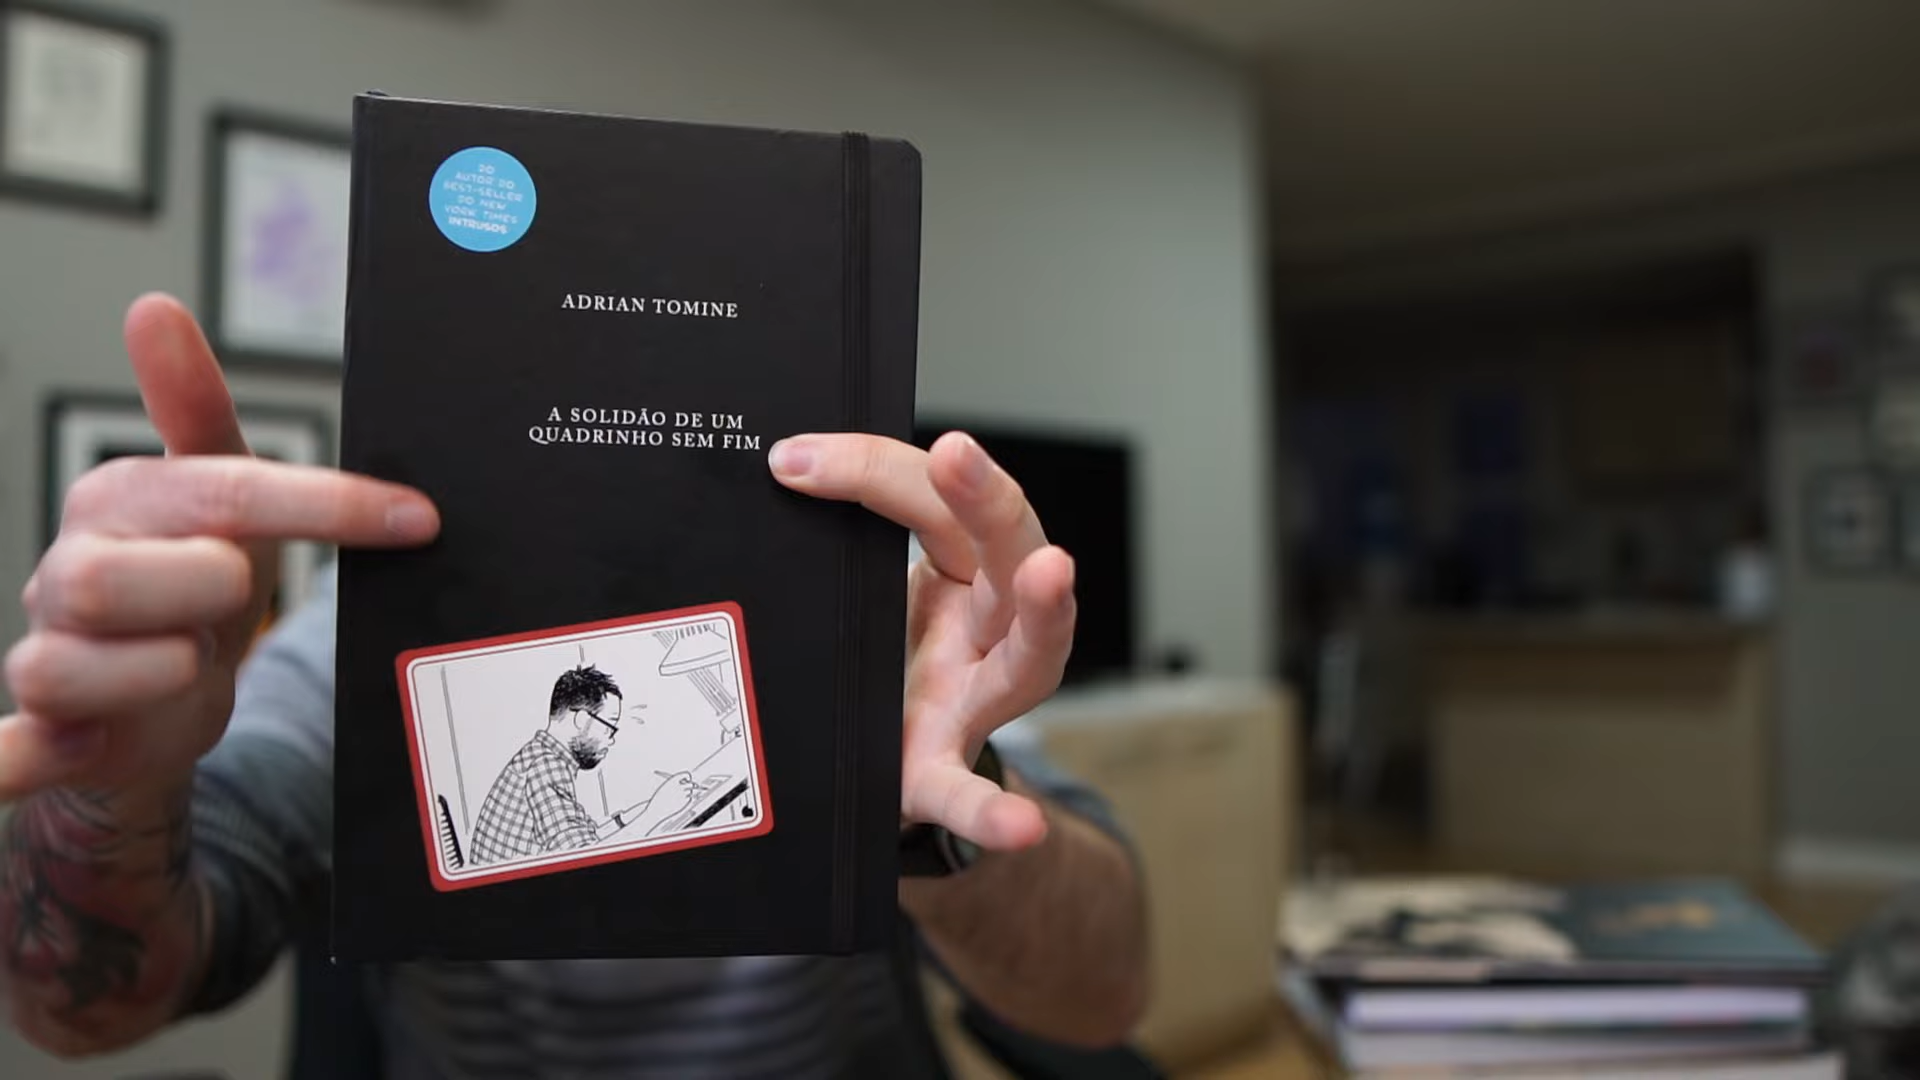 DO
AUTOR DO
BEST-SELLER
DO NEW
YORK TIMES
INTRUSOS
ADRIAN TOMINE
A SOLIDÃO DE UM
QUADRINHO SEM FIM